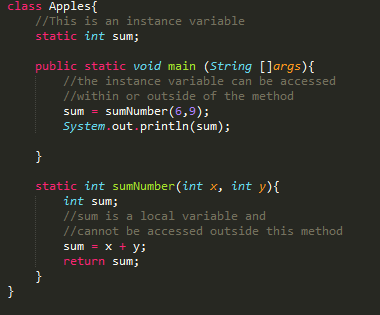 class Apples{
//This is an instance variable
static int sum;
public static void main (String []args){
//the instance variable can be accessed
//within or outside of the method
sum = sumNumber(6,9);
System.out.println(sum);
}
static int sumNumber(int x, int y){
int sum;
//sum is a local variable and
//cannot be accessed outside this method
sum = x + y;
return sum;
}
}